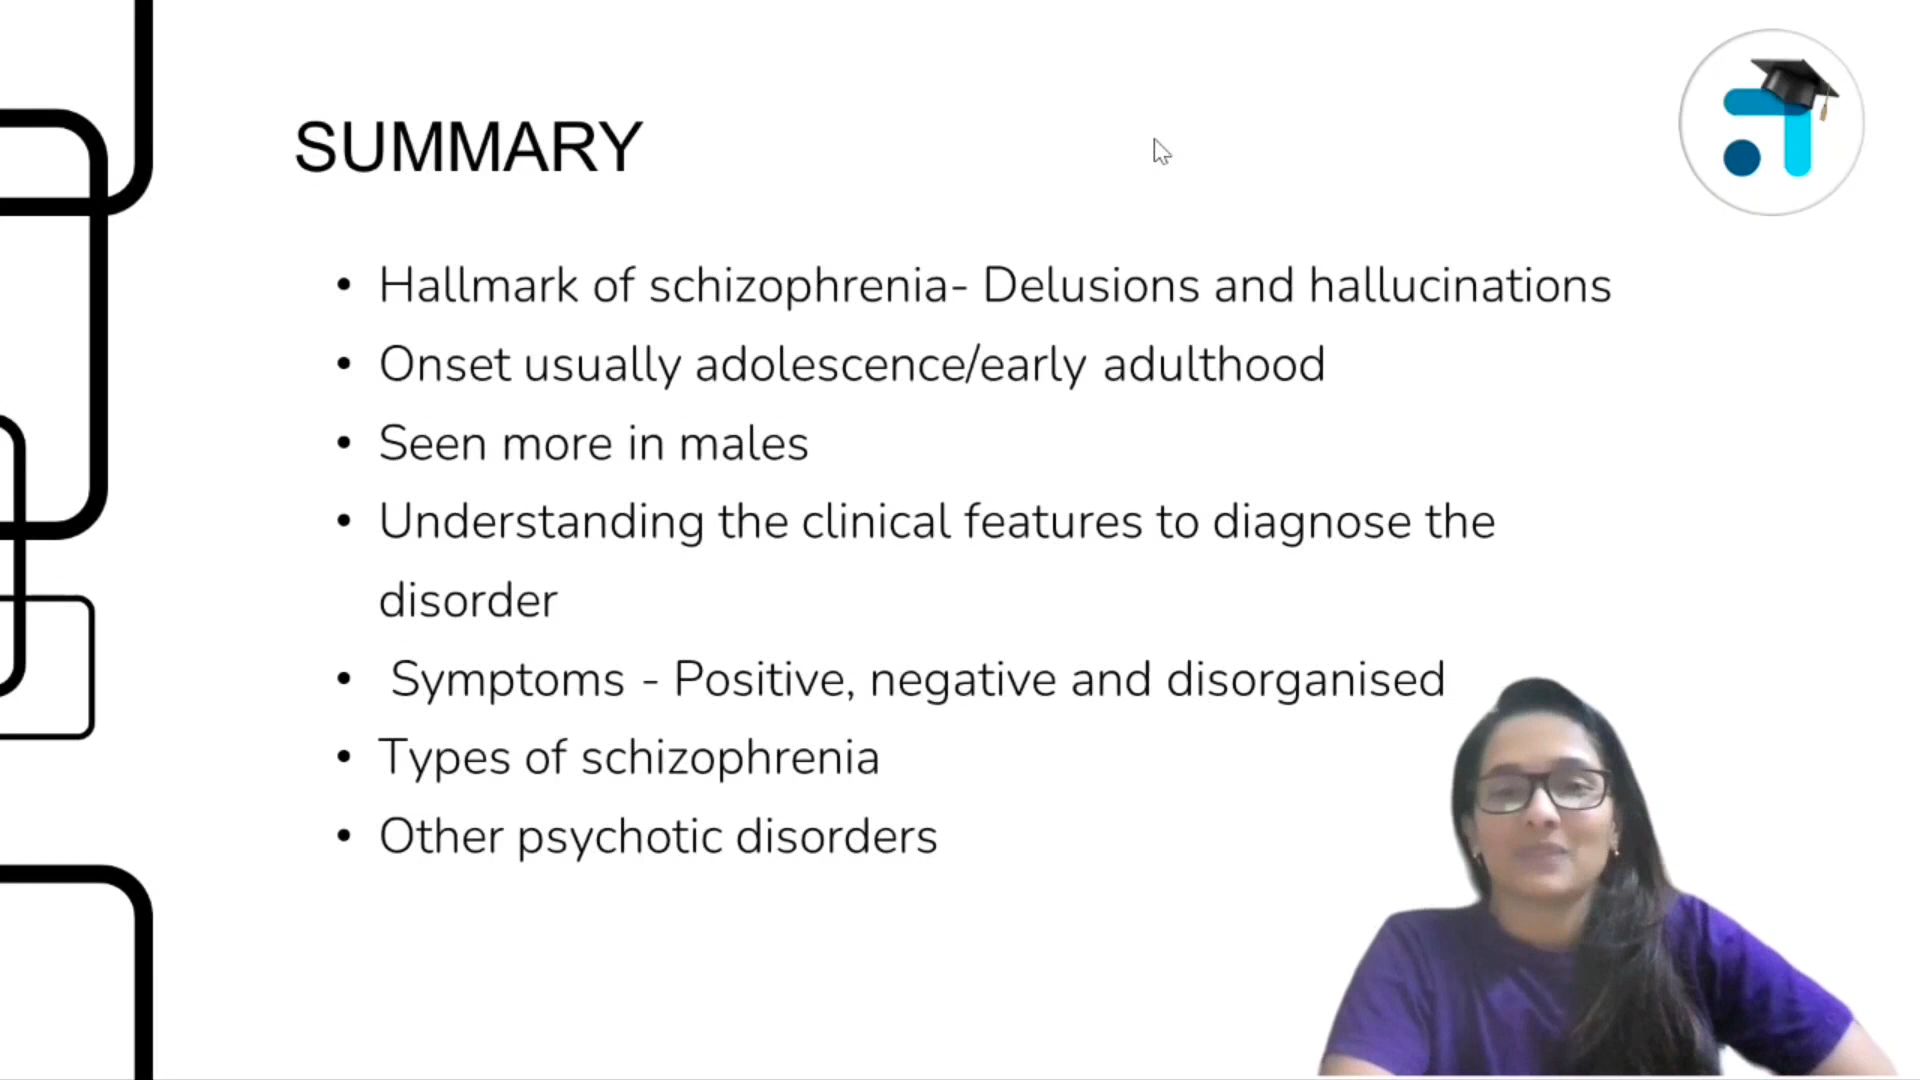 SUMMARY
• Hallmark of schizophrenia- Delusions and hallucinations
• Onset usually adolescence/early adulthood
• Seen more in males
• Understanding the clinical features to diagnose the
disorder
• Symptoms - Positive, negative and disorganised
• Types of schizophrenia
• Other psychotic disorders